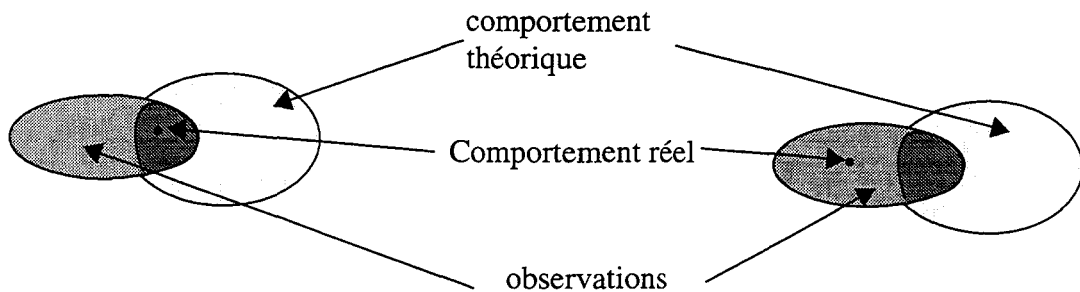 comportement
théorique
Comportement réel
observations